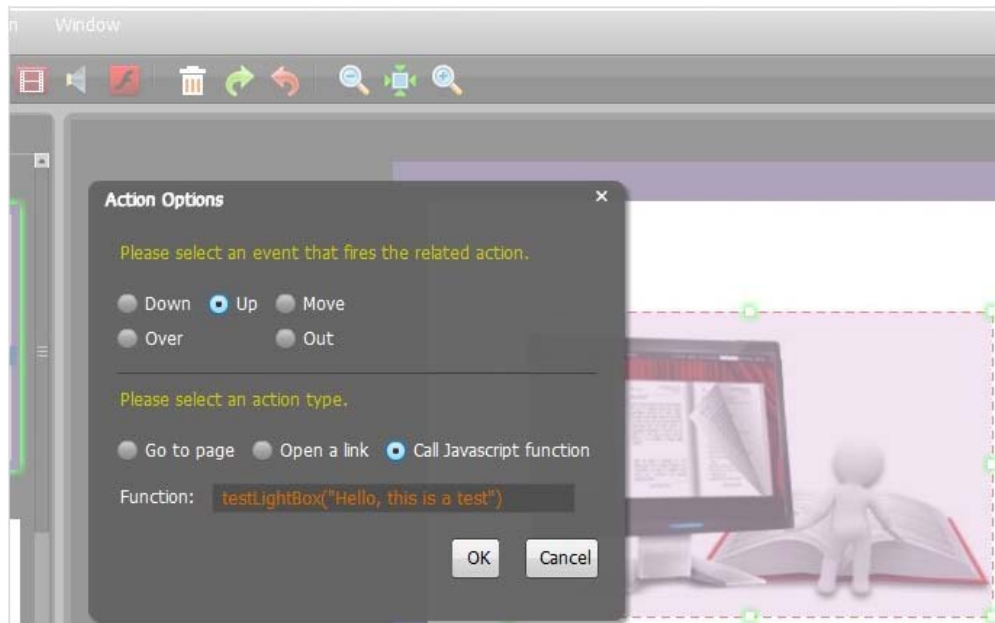 Window
Action Options
Please select an event that fires the related action.
Down Up Move
Over Out
Please select an action type.
Go to page Open a link Call Javascript function
Function: testLightBox("Hello, this is a test")
OK Cancel